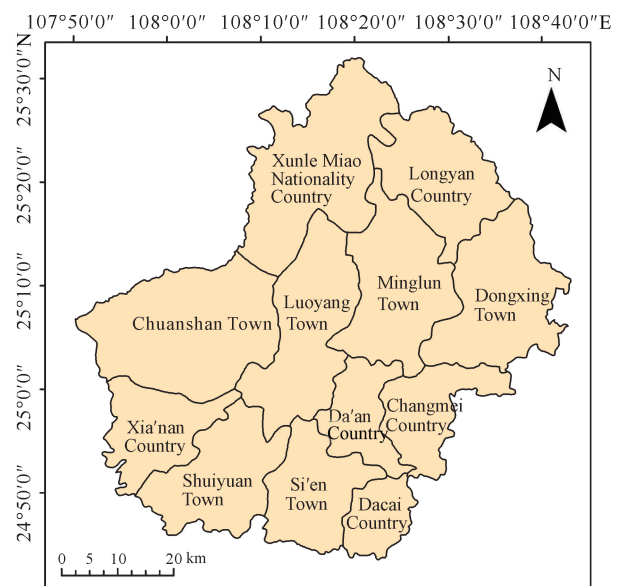 107°50′0″ 108°0′0″ 108°10′0″ 108°20′0″ 108°30′0″ 108°40′0″E
25°30′0″N
25°20′0″
25°10′0″
25°0′0″
24°50′0″
N
Xunle Miao
Nationality
Country
Longyan
Country
Minglun
Town
Dongxing
Town
Luoyang
Town
Chuanshan Town
Changmei
Country
Da′an
Country
Xia′nan
Country
Shuiyuan
Town
Si′en
Town
Dacai
Country
0 5 10 20 km